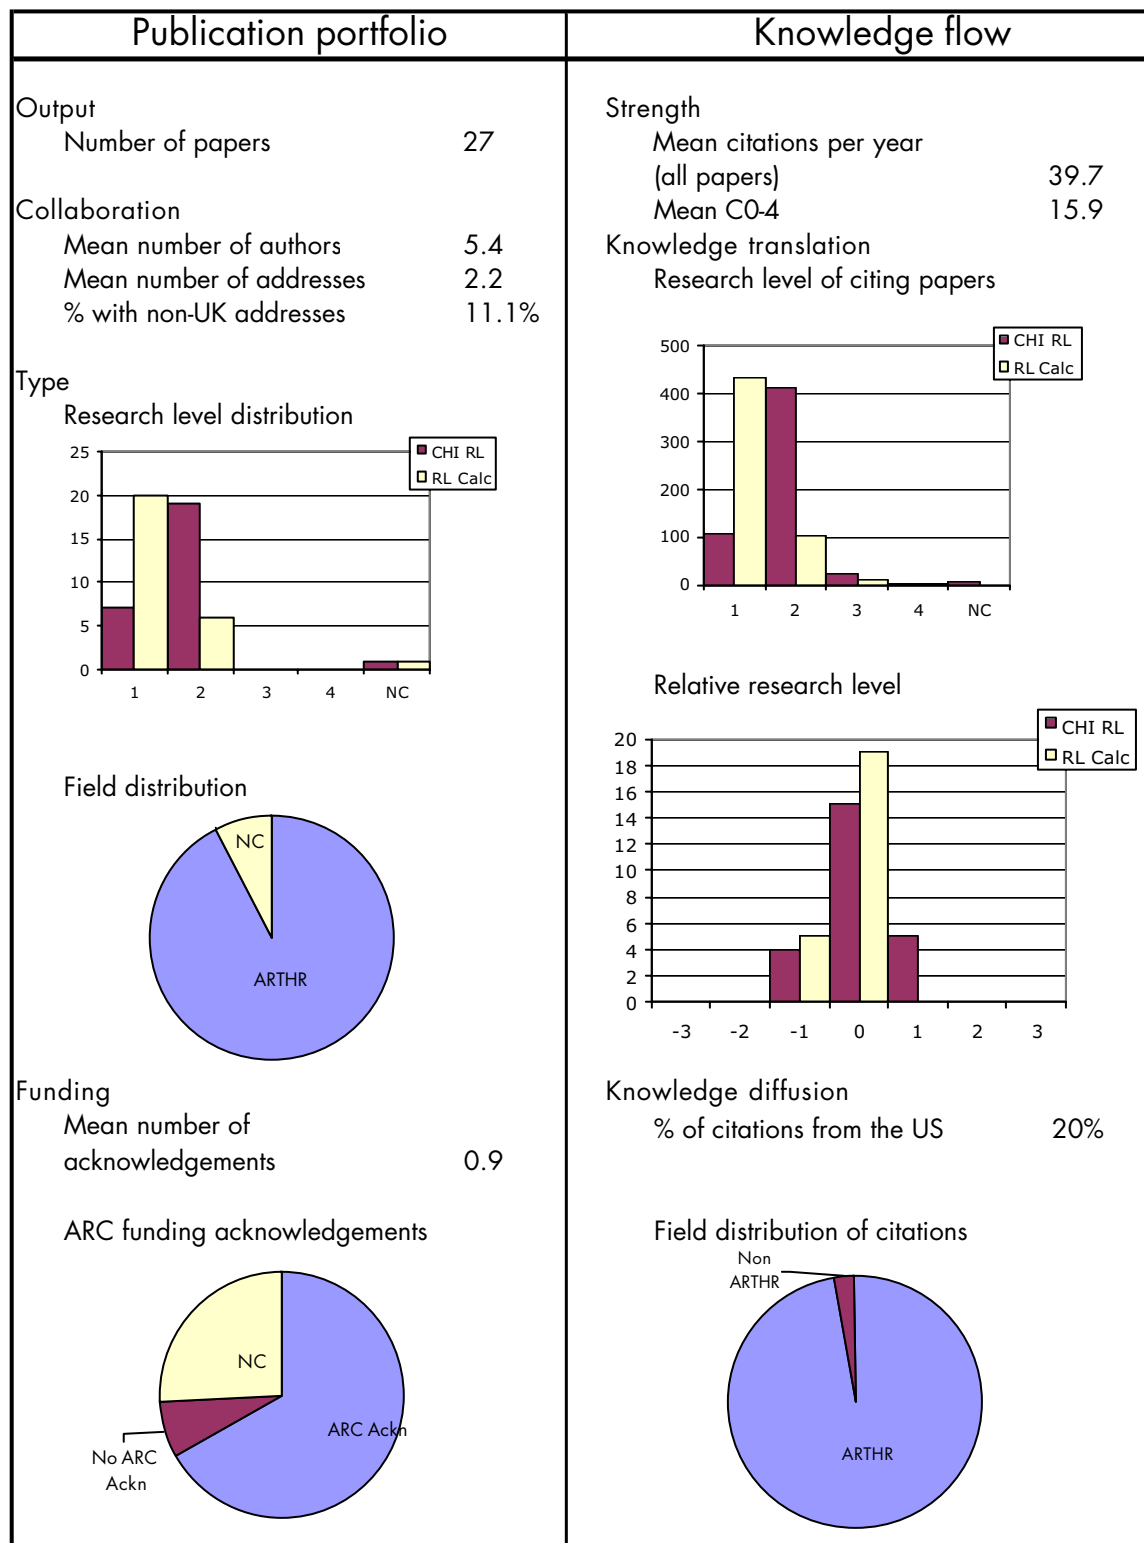 Publication portfolio
Output
Number of papers 27
Collaboration
Mean number of authors 5.4
Mean number of addresses 2.2
% with non-UK addresses 11.1%
Type
Research level distribution
CHI RL
RL Calc
25
20
15
10
5
0
1 2 3 4 NC
Field distribution
NC
ARTHR
Funding
Mean number of
acknowledgements 0.9
ARC funding acknowledgements
NC
ARC Ackn
No ARC
Ackn
Knowledge flow
Strength
Mean citations per year
(all papers) 39.7
Mean C0-4 15.9
Knowledge translation
Research level of citing papers
CHI RL
RL Calc
500
400
300
200
100
0
1 2 3 4 NC
Relative research level
CHI RL
RL Calc
20
18
16
14
12
10
8
6
4
2
0
-3 -2 -1 0 1 2 3
Knowledge diffusion
% of citations from the US 20%
Field distribution of citations
Non
ARTHR
ARTHR